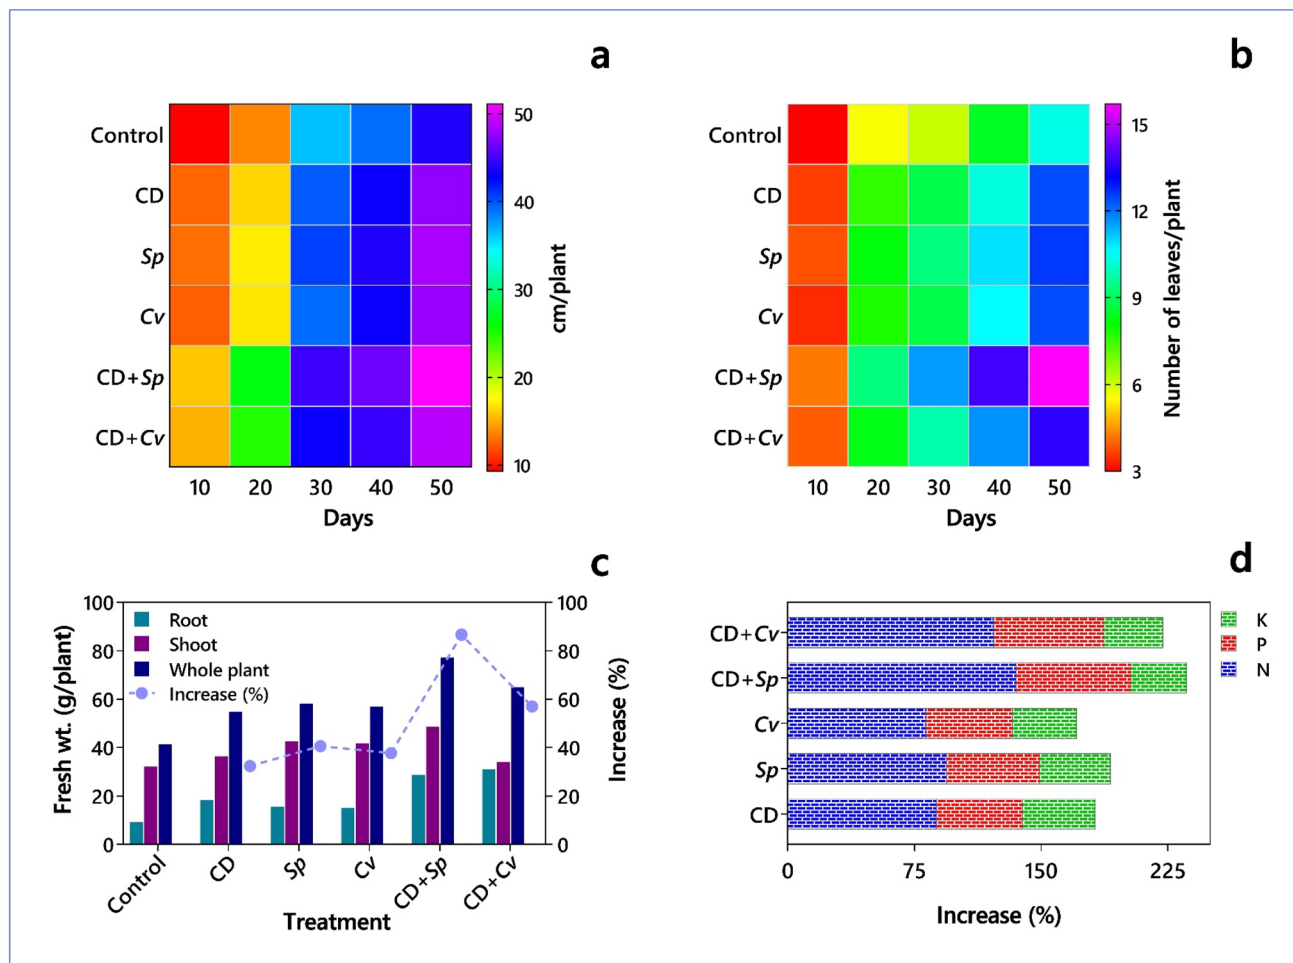 a
Control
CD
Sp
Cv
CD+Sp
CD+Cv
10 20 30 40 50
Days
50
40
30
20
10
cm/plant
b
Control
CD
Sp
Cv
CD+Sp
CD+Cv
10 20 30 40 50
Days
15
12
9
6
3
Number of leaves/plant
c
100
80
60
40
20
0
Fresh wt. (g/plant)
Root
Shoot
Whole plant
Increase (%)
100
80
60
40
20
0
Increase (%)
Control CD Sp Cv CD+Sp CD+Cv
Treatment
d
CD+Cv
CD+Sp
Cv
Sp
CD
0 75 150 225
Increase (%)
K
P
N